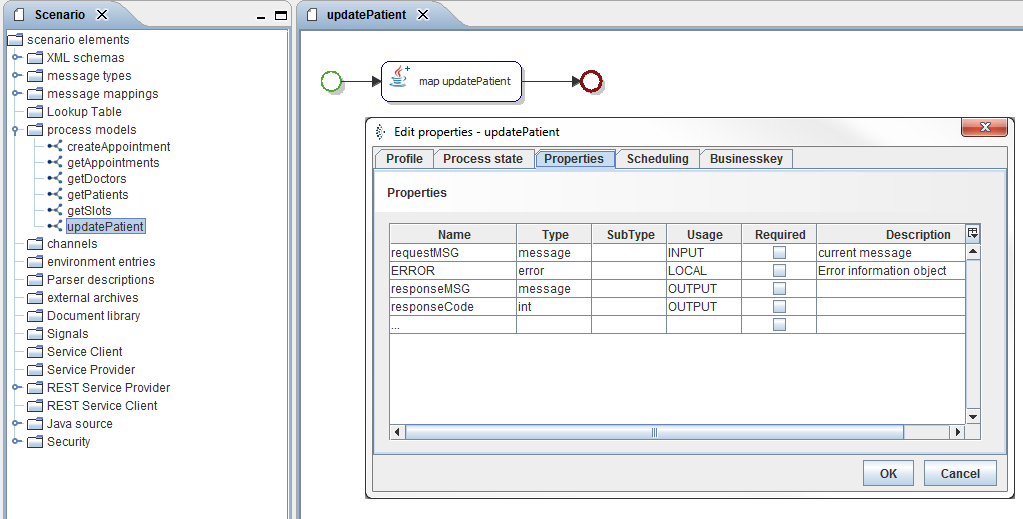 Scenario
scenario elements
XML schemas
message types
message mappings
Lookup Table
process models
createAppointment
getAppointments
getDoctors
getPatients
getSlots
updatePatient
channels
environment entries
Parser descriptions
external archives
Document library
Signals
Service Client
Service Provider
REST Service Provider
REST Service Client
Java source
Security
updatePatient
map updatePatient
Edit properties - updatePatient
Profile Process state Properties Scheduling Businesskey
Properties
Name Type SubType Usage Required Description
requestMSG message INPUT current message
ERROR error LOCAL Error information object
responseMSG message OUTPUT
responseCode int OUTPUT
...
OK Cancel